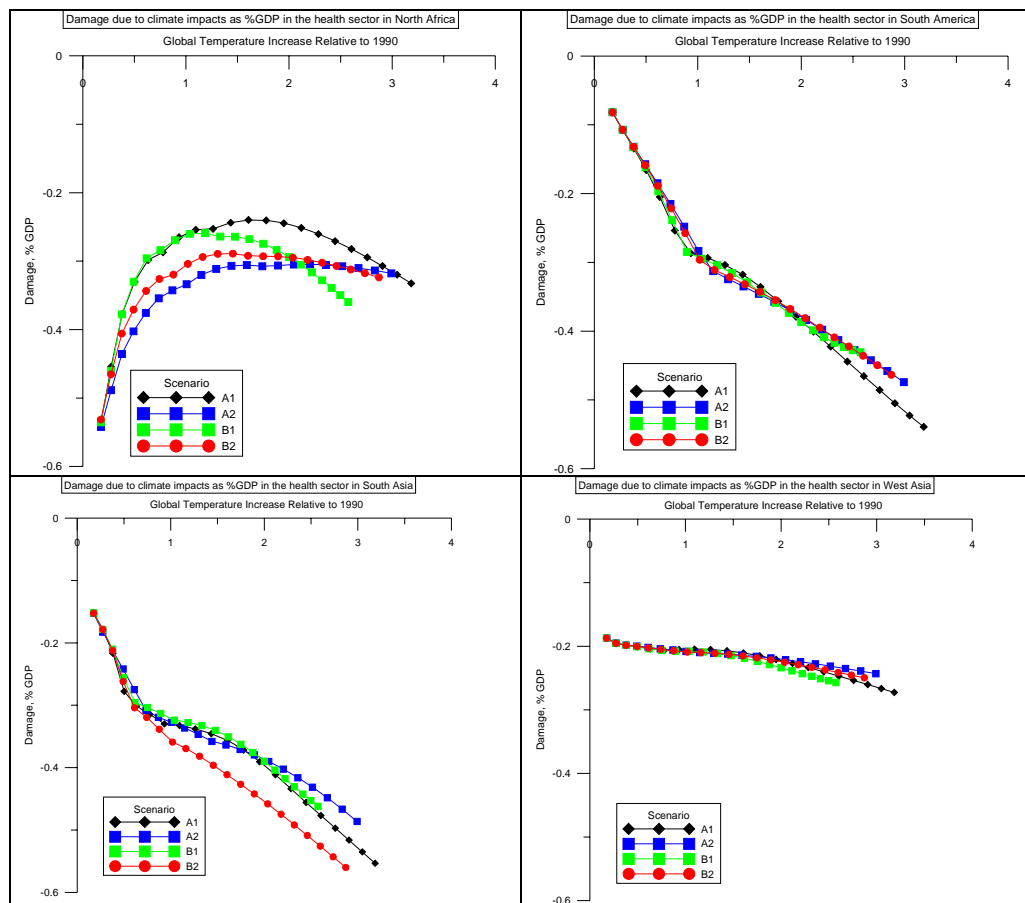 Damage due to climate impacts as %GDP in the health sector in North Africa
Global Temperature Increase Relative to 1990
0
0
1
2
3
4
-0.2
-0.4
-0.6
Damage, % GDP
Scenario
A1
A2
B1
B2
Damage due to climate impacts as %GDP in the health sector in South America
Global Temperature Increase Relative to 1990
0
0
1
2
3
4
-0.2
-0.4
-0.6
Damage, % GDP
Scenario
A1
A2
B1
B2
Damage due to climate impacts as %GDP in the health sector in South Asia
Global Temperature Increase Relative to 1990
0
0
1
2
3
4
-0.2
-0.4
-0.6
Damage, % GDP
Scenario
A1
A2
B1
B2
Damage due to climate impacts as %GDP in the health sector in West Asia
Global Temperature Increase Relative to 1990
0
0
1
2
3
4
-0.2
-0.4
-0.6
Damage, % GDP
Scenario
A1
A2
B1
B2